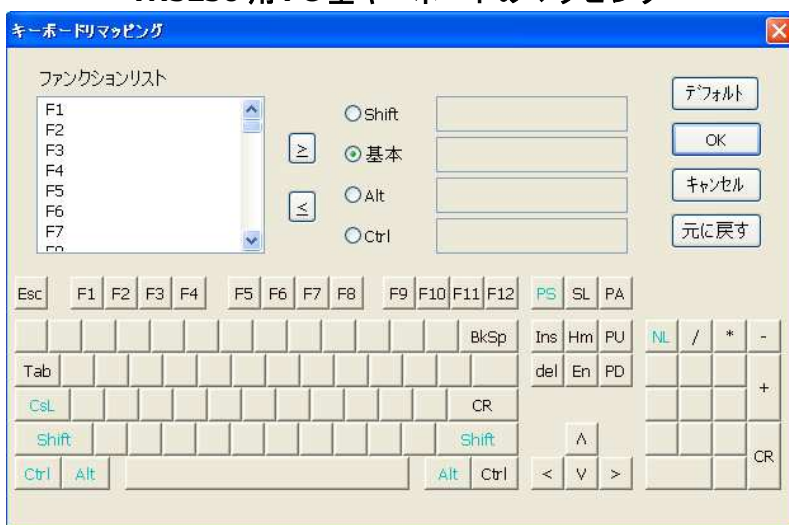 キーボードリマッピング
ファンクションリスト
F1
F2
F3
F4
F5
F6
F7
≥
≤
Shift
基本
Alt
Ctrl
デフォルト
OK
キャンセル
元に戻す
Esc F1 F2 F3 F4 F5 F6 F7 F8 F9 F10 F11 F12 PS SL PA
BkSp Ins Hm PU NL / * -
Tab del En PD +
CsL CR
Shift Shift ∧ CR
Ctrl Alt Alt Ctrl < ∨ >